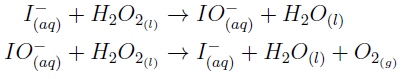 I⁻(aq) + H₂O₂(l) → IO⁻(aq) + H₂O(l)
IO⁻(aq) + H₂O₂(l) → I⁻(aq) + H₂O(l) + O₂(g)